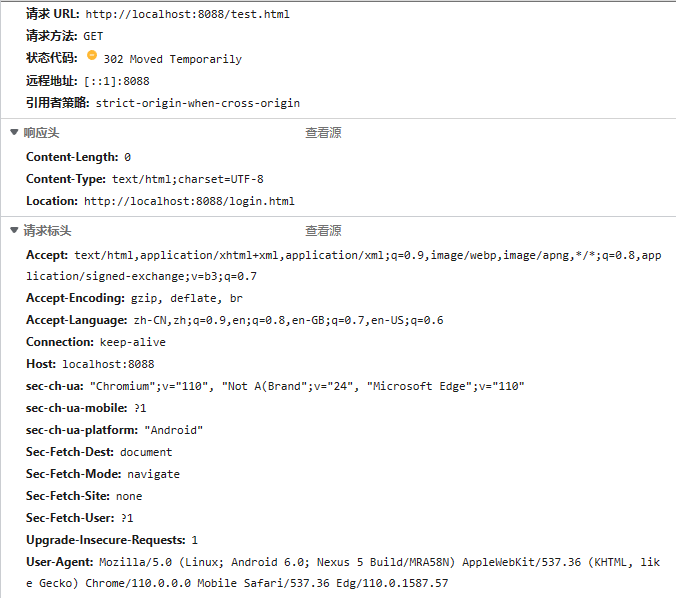 请求 URL: http://localhost:8088/test.html
请求方法: GET
状态代码: 302 Moved Temporarily
远程地址: [::1]:8088
引用者策略: strict-origin-when-cross-origin
▼ 响应头 查看源
Content-Length: 0
Content-Type: text/html;charset=UTF-8
Location: http://localhost:8088/login.html
▼ 请求标头 查看源
Accept: text/html,application/xhtml+xml,application/xml;q=0.9,image/webp,image/apng,*/*;q=0.8,app
lication/signed-exchange;v=b3;q=0.7
Accept-Encoding: gzip, deflate, br
Accept-Language: zh-CN,zh;q=0.9,en;q=0.8,en-GB;q=0.7,en-US;q=0.6
Connection: keep-alive
Host: localhost:8088
sec-ch-ua: "Chromium";v="110", "Not A(Brand";v="24", "Microsoft Edge";v="110"
sec-ch-ua-mobile: ?1
sec-ch-ua-platform: "Android"
Sec-Fetch-Dest: document
Sec-Fetch-Mode: navigate
Sec-Fetch-Site: none
Sec-Fetch-User: ?1
Upgrade-Insecure-Requests: 1
User-Agent: Mozilla/5.0 (Linux; Android 6.0; Nexus 5 Build/MRA58N) AppleWebKit/537.36 (KHTML, lik
e Gecko) Chrome/110.0.0.0 Mobile Safari/537.36 Edg/110.0.1587.57